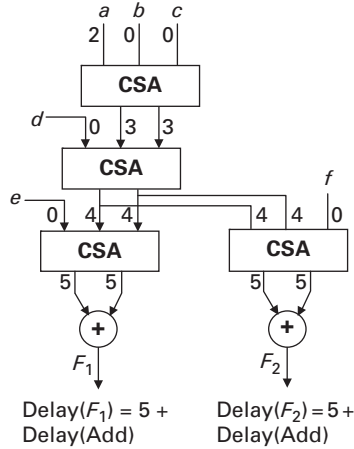 a b c
2 0 0
CSA
d 0 3 3
CSA
f
e 0 4 4 4 4 0
CSA CSA
5 5 5 5
+ +
F1 F2
Delay(F1) = 5 + Delay(F2) = 5 +
Delay(Add) Delay(Add)